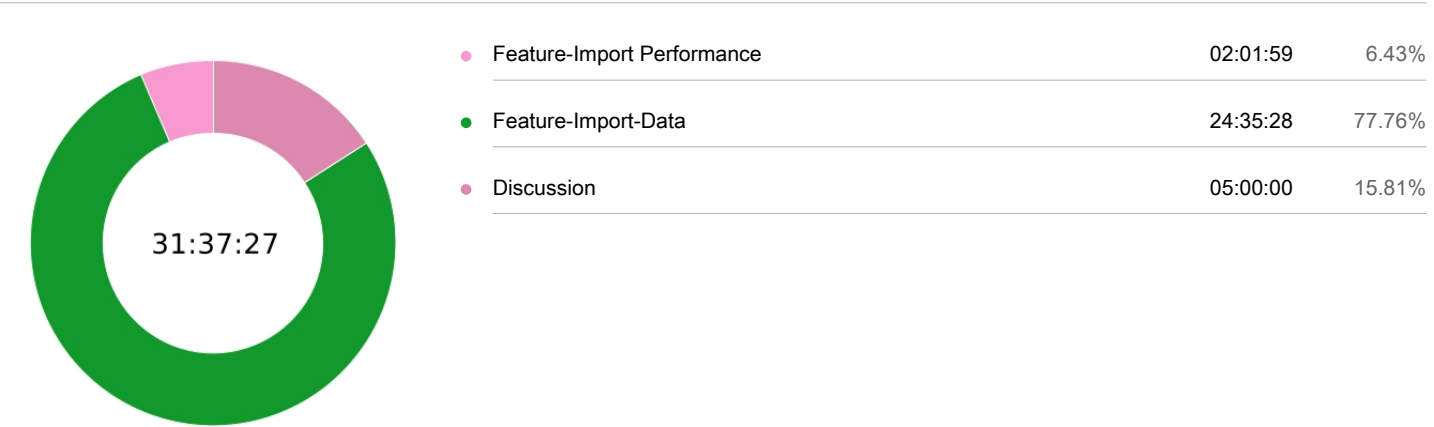 Feature-Import Performance 02:01:59 6.43%
Feature-Import-Data 24:35:28 77.76%
Discussion 05:00:00 15.81%
31:37:27